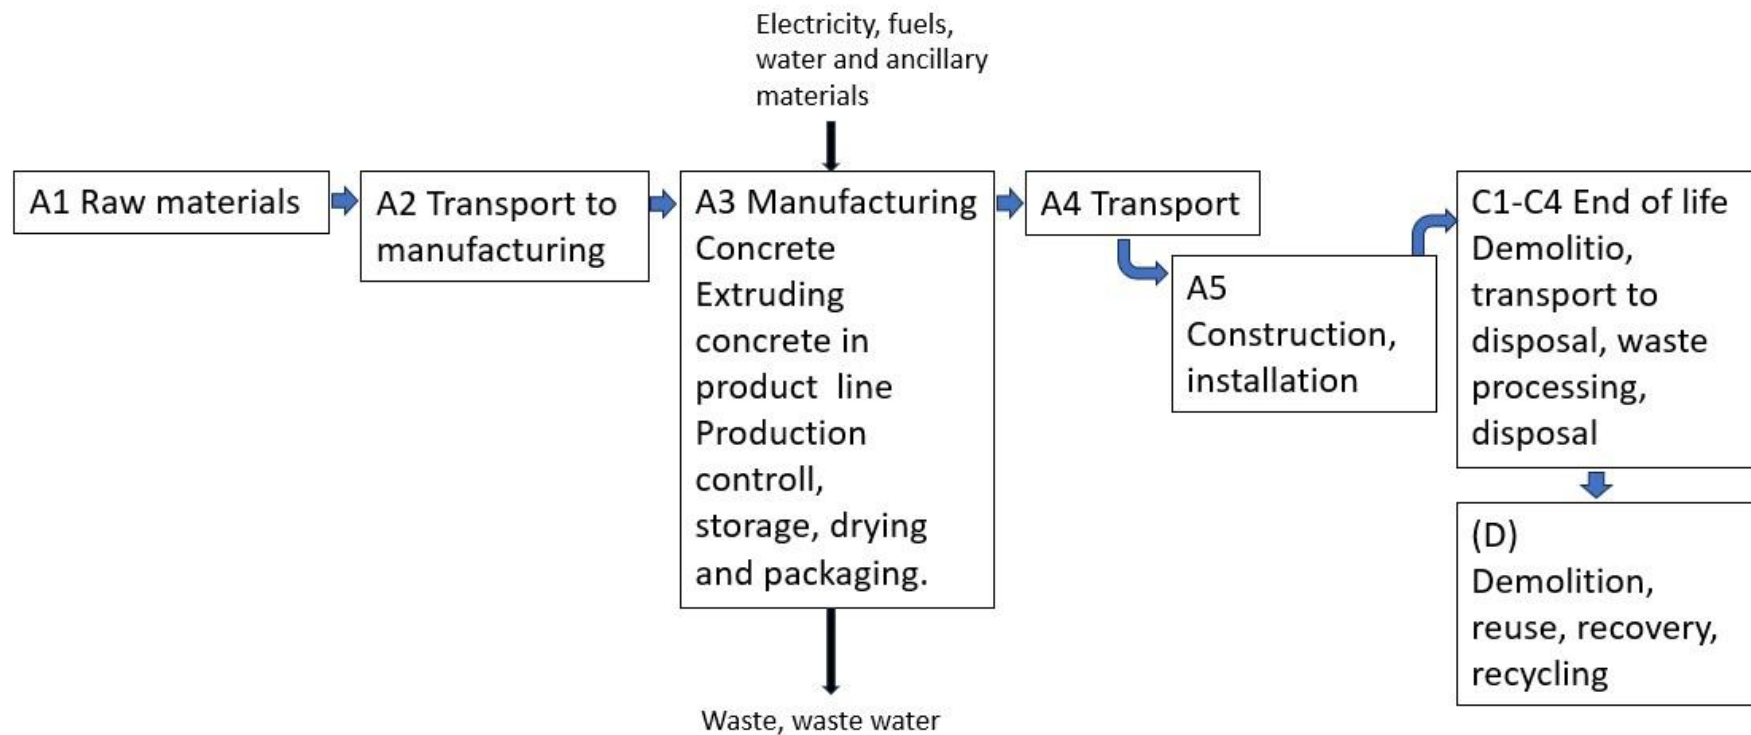 Electricity, fuels,
water and ancillary
materials
A1 Raw materials
A2 Transport to
manufacturing
A3 Manufacturing
Concrete
Extruding
concrete in
product  line
Production
controll,
storage, drying
and packaging.
A4 Transport
A5
Construction,
installation
C1-C4 End of life
Demolitio,
transport to
disposal, waste
processing,
disposal
(D)
Demolition,
reuse, recovery,
recycling
Waste, waste water